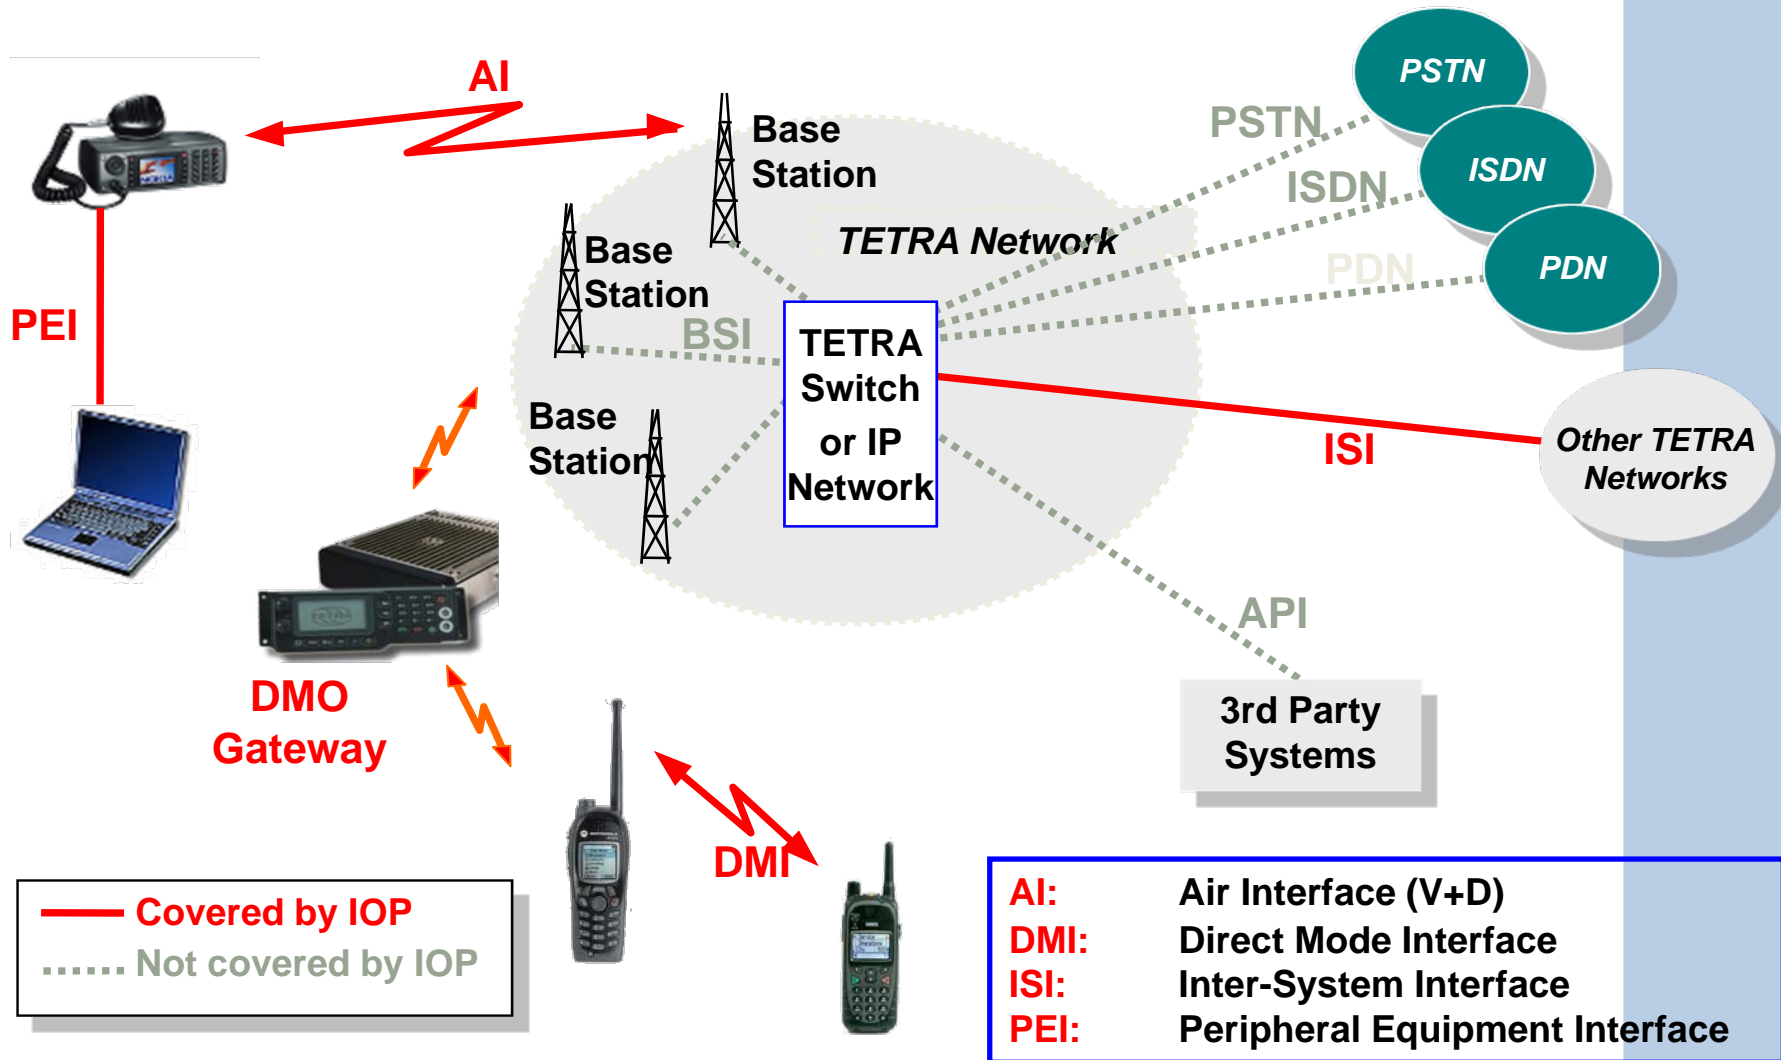 AI
Base
Station
PSTN
PSTN
ISDN
ISDN
TETRA Network
Base
Station
PDN
PDN
PEI
BSI
TETRA
Switch
or IP
Network
Base
Station
ISI
Other TETRA
Networks
NOKIA
TETRA
API
DMO
Gateway
3rd Party
Systems
DMI
Covered by IOP
Not covered by IOP
AI: Air Interface (V+D)
DMI: Direct Mode Interface
ISI: Inter-System Interface
PEI: Peripheral Equipment Interface